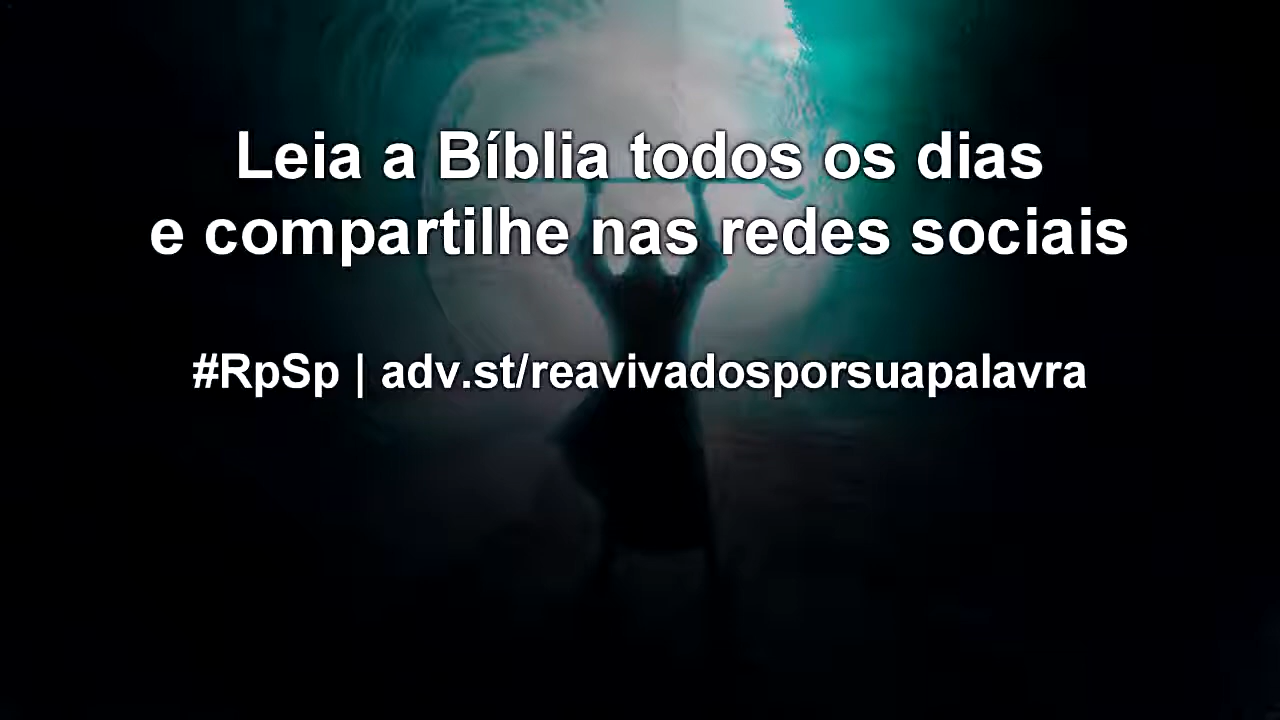 Leia a Bíblia todos os dias
e compartilhe nas redes sociais
#RpSp | adv.st/reavivadosporsuapalavra